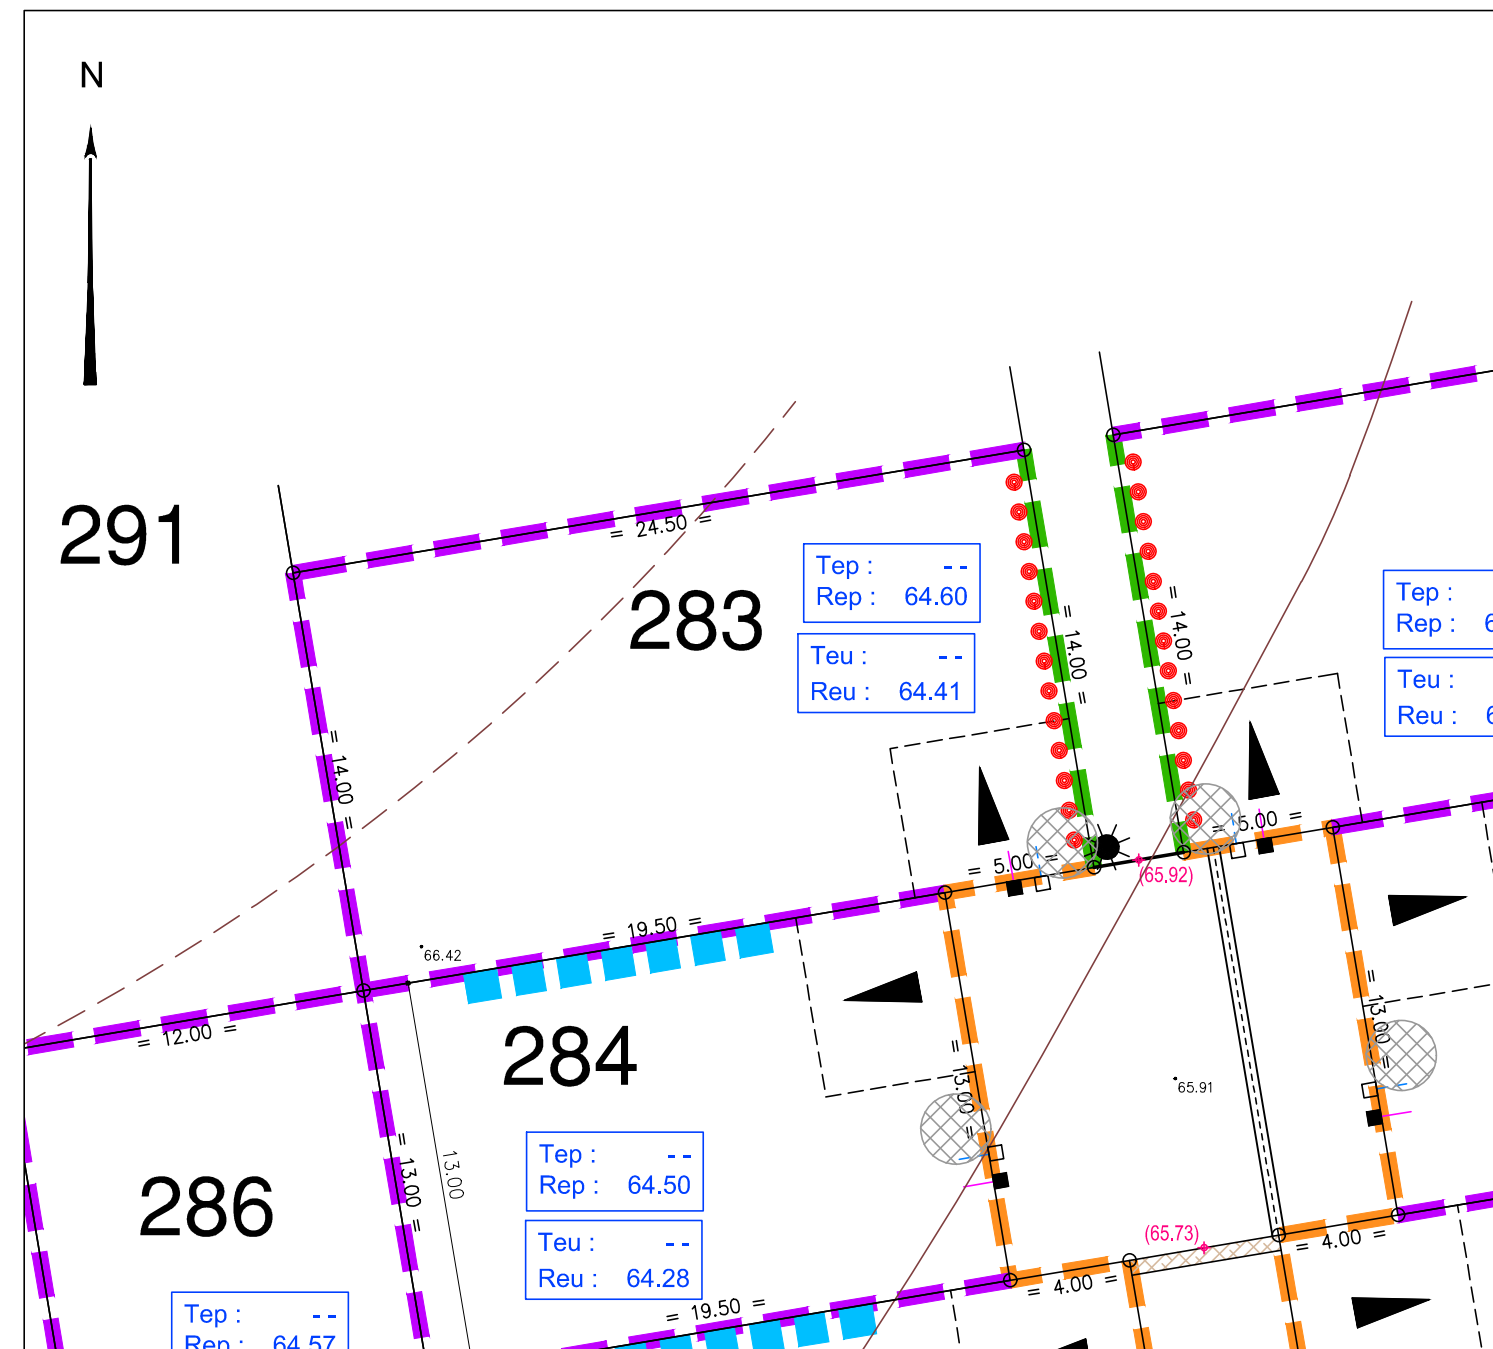 N
291
= 24.50 =
283
Tep : --
Rep : 64.60
Teu : --
Reu : 64.41
= 14.00 =
= 14.00 =
Tep :
Rep :
Teu :
Reu :
= 14.00 =
= 5.00 =
= 5.00 =
(65.92)
= 19.50 =
66.42
= 12.00 =
284
= 13.00 =
= 13.00 =
65.91
= 13.00 =
13.00
Tep : --
Rep : 64.50
Teu : --
Reu : 64.28
286
(65.73)
= 4.00 =
= 4.00 =
= 19.50 =
Tep : --
Rep : 64.57